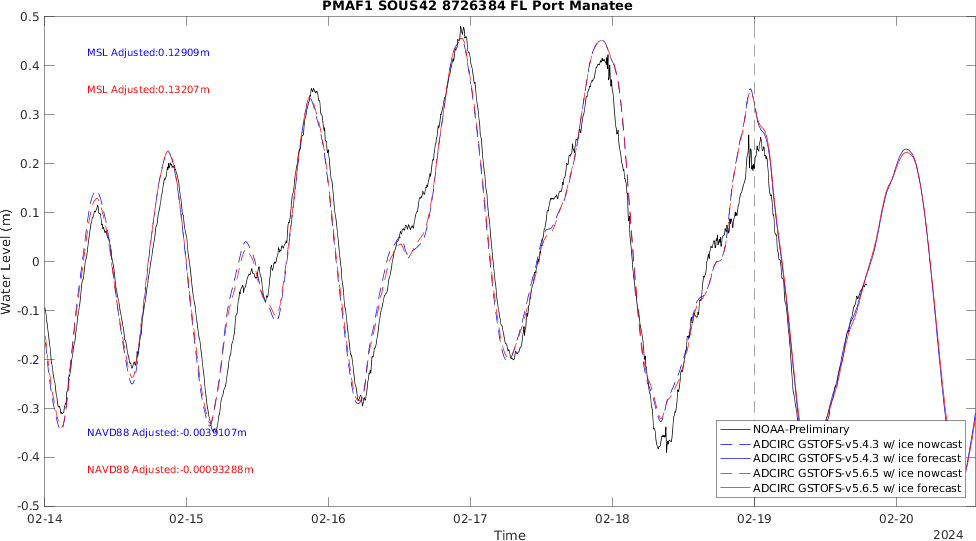 PMAF1 SOUS42 8726384 FL Port Manatee
0.5
0.4
0.3
0.2
0.1
0
-0.1
-0.2
-0.3
-0.4
-0.5
Water Level (m)
MSL Adjusted:0.12909m
MSL Adjusted:0.13207m
NAVD88 Adjusted:-0.0039107m
NAVD88 Adjusted:-0.00093288m
NOAA-Preliminary
ADCIRC GSTOFS-v5.4.3 w/ ice nowcast
ADCIRC GSTOFS-v5.4.3 w/ ice forecast
ADCIRC GSTOFS-v5.6.5 w/ ice nowcast
ADCIRC GSTOFS-v5.6.5 w/ ice forecast
02-14 02-15 02-16 02-17 02-18 02-19 02-20
Time
2024